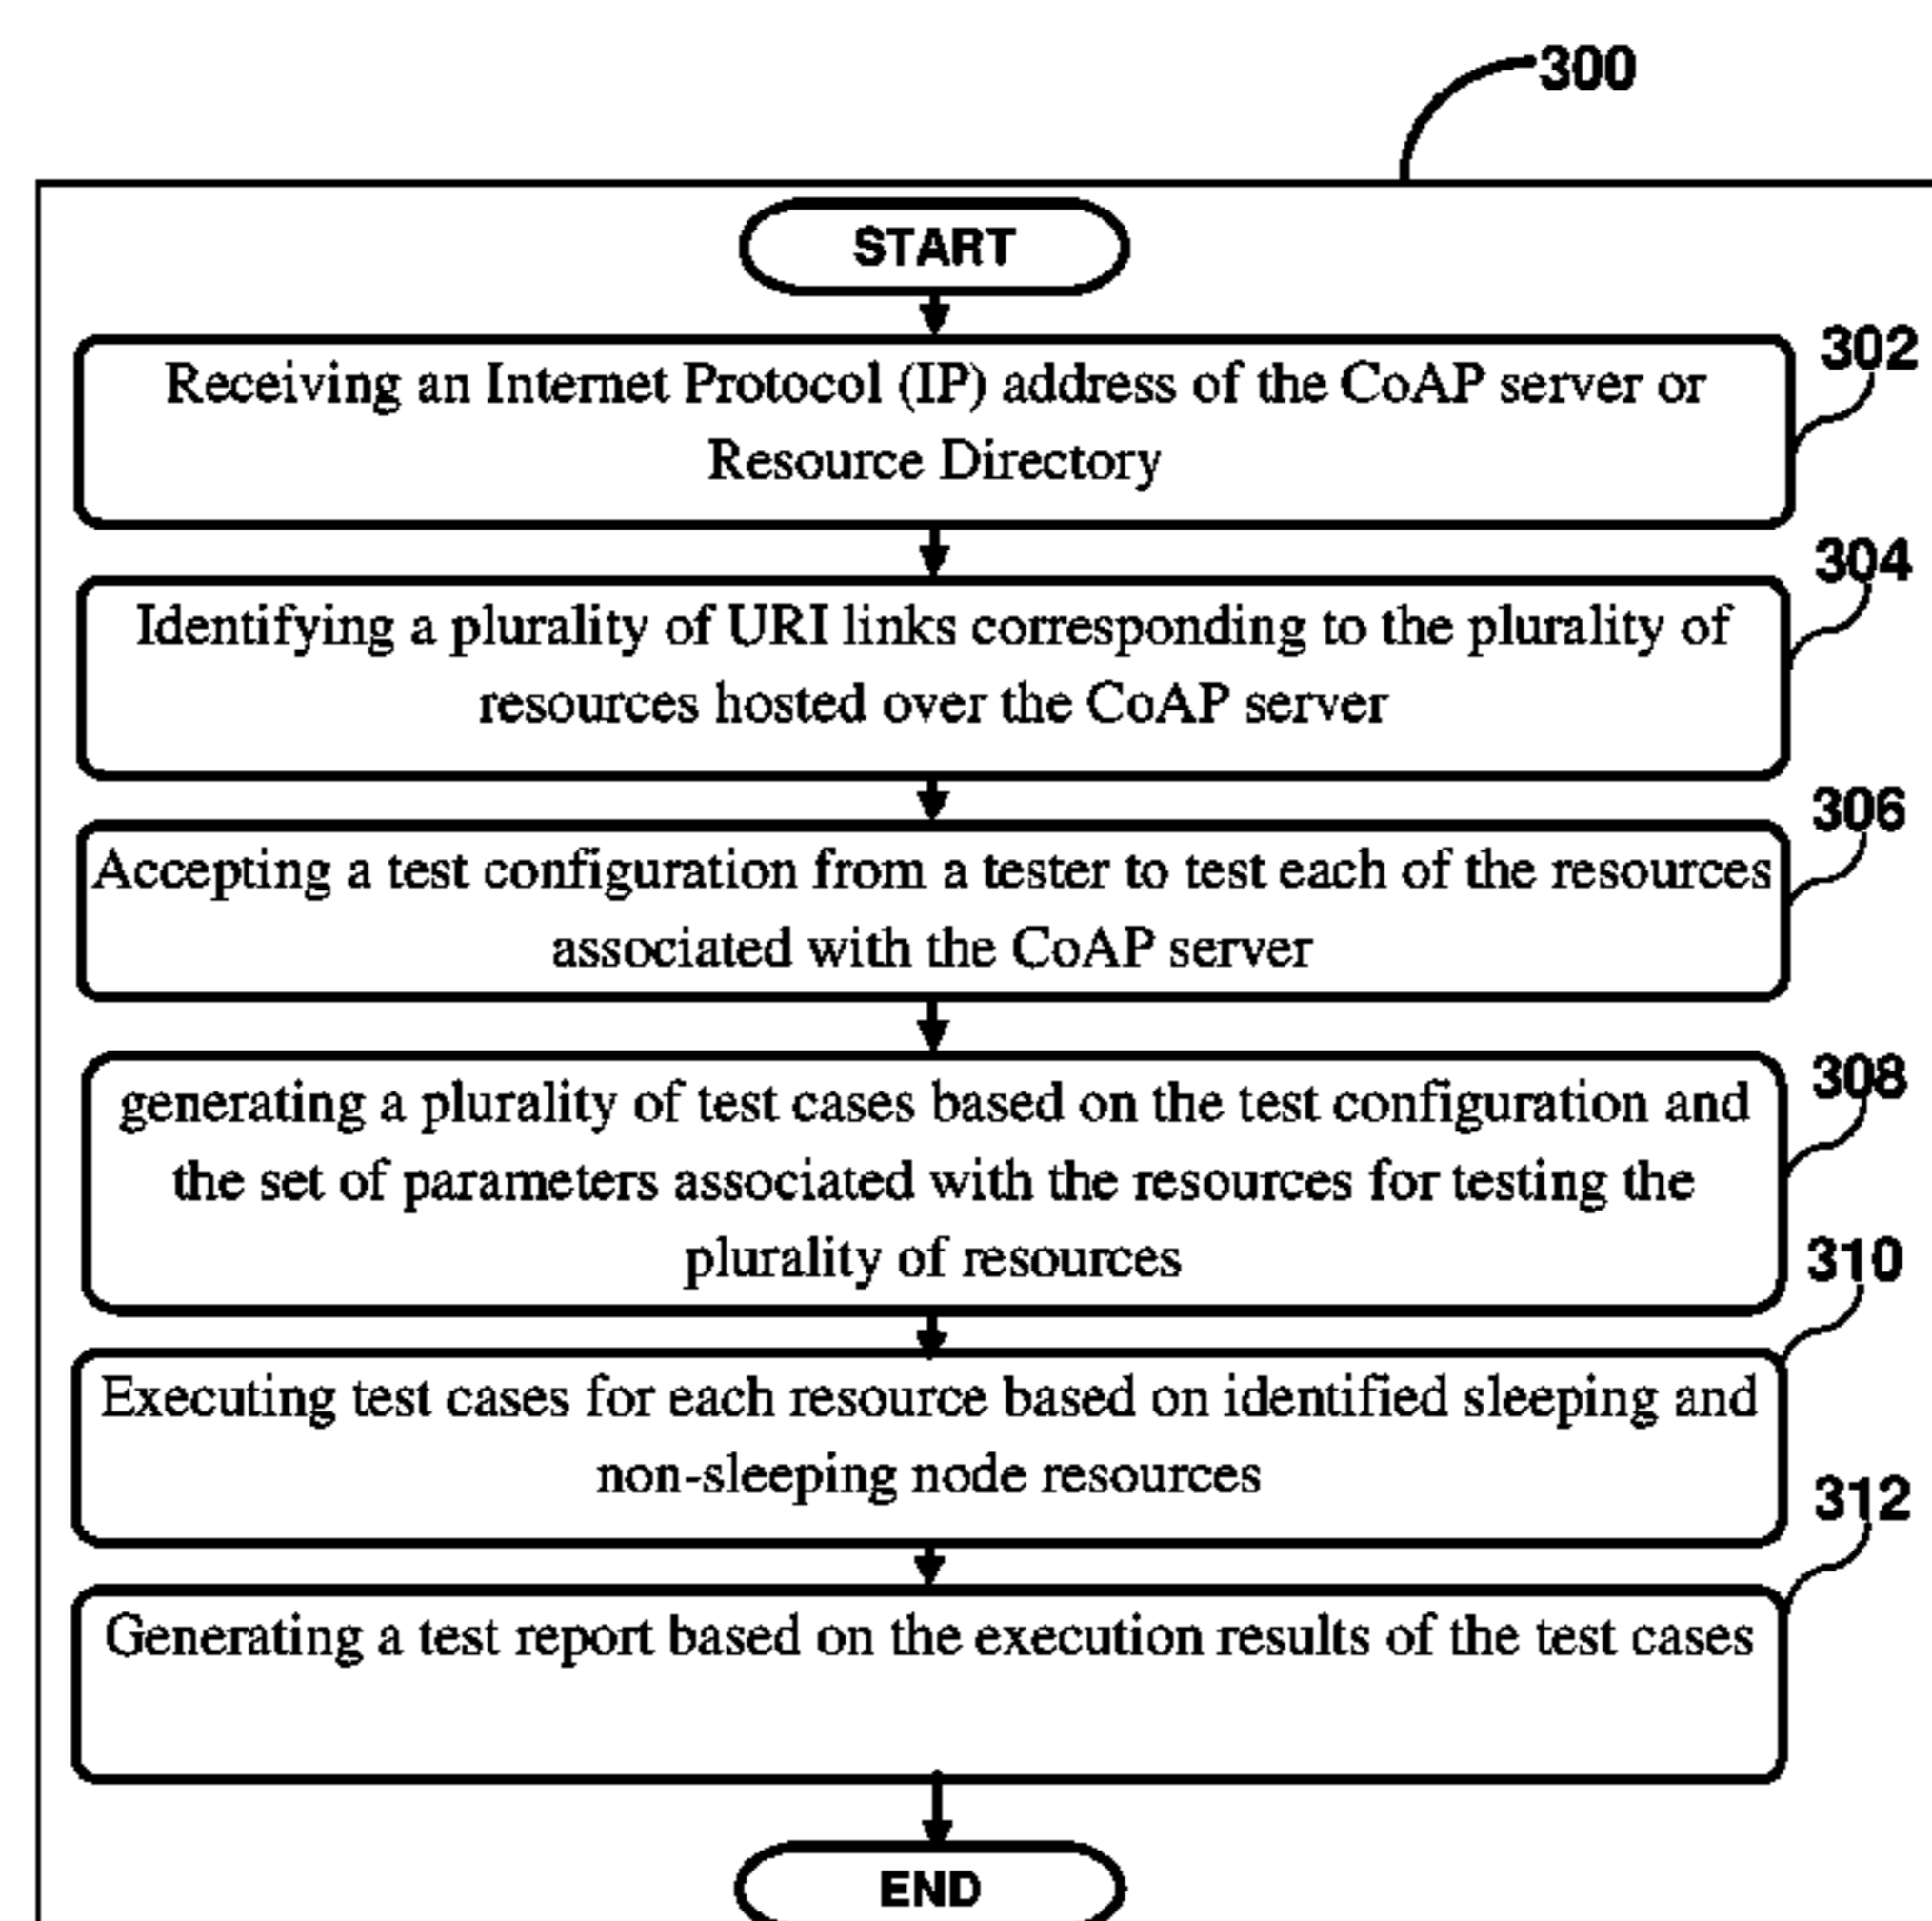 300
START
302
Receiving an Internet Protocol (IP) address of the CoAP server or
Resource Directory
304
Identifying a plurality of URI links corresponding to the plurality of
resources hosted over the CoAP server
306
Accepting a test configuration from a tester to test each of the resources
associated with the CoAP server
308
generating a plurality of test cases based on the test configuration and
the set of parameters associated with the resources for testing the
plurality of resources
310
Executing test cases for each resource based on identified sleeping and
non-sleeping node resources
312
Generating a test report based on the execution results of the test cases
END